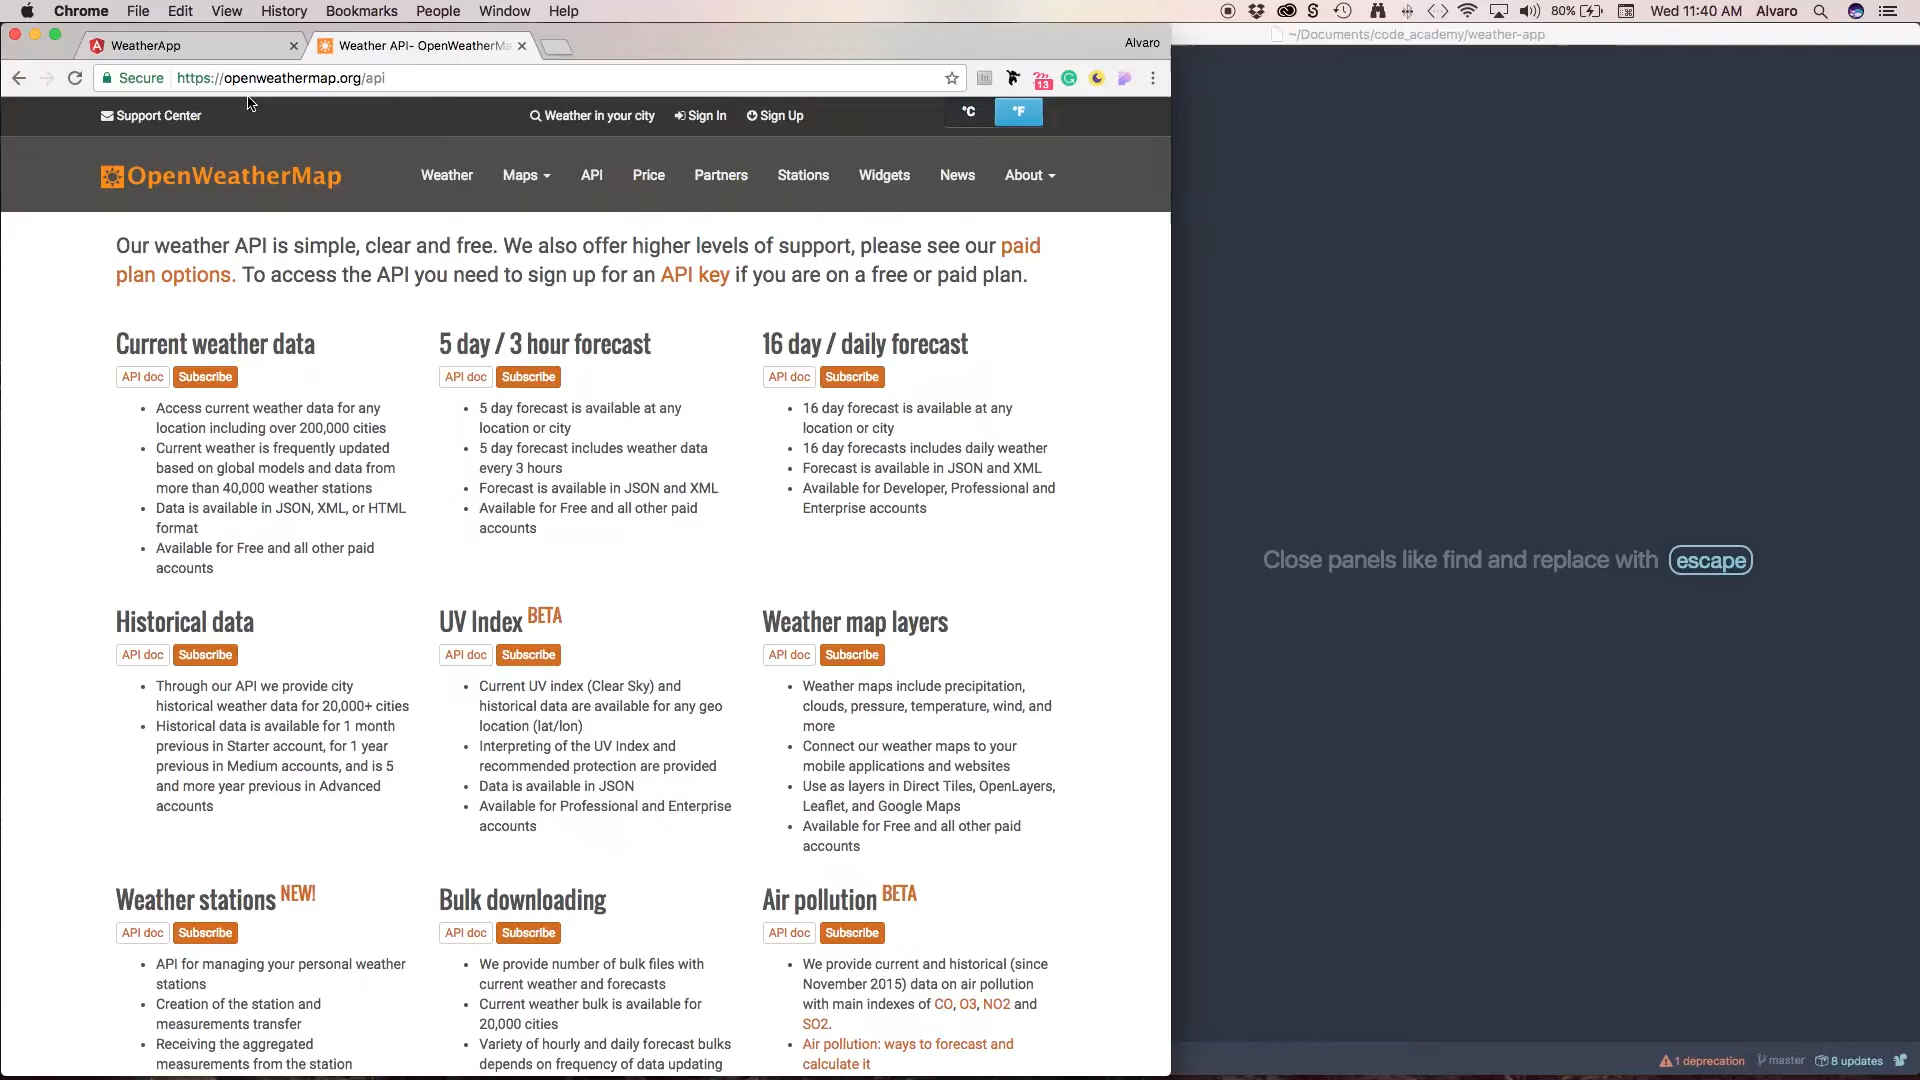 Chrome File Edit View History Bookmarks People Window Help 80% Wed 11:40 AM Alvaro
WeatherApp Weather API- OpenWeatherMa Alvaro
~/Documents/code_academy/weather-app
Secure https://openweathermap.org/api 13
Support Center Weather in your city Sign In Sign Up °C °F
OpenWeatherMap Weather Maps API Price Partners Stations Widgets News About
Our weather API is simple, clear and free. We also offer higher levels of support, please see our paid
plan options. To access the API you need to sign up for an API key if you are on a free or paid plan.
Current weather data
API doc Subscribe
• Access current weather data for any
location including over 200,000 cities
• Current weather is frequently updated
based on global models and data from
more than 40,000 weather stations
• Data is available in JSON, XML, or HTML
format
• Available for Free and all other paid
accounts
5 day / 3 hour forecast
API doc Subscribe
• 5 day forecast is available at any
location or city
• 5 day forecast includes weather data
every 3 hours
• Forecast is available in JSON and XML
• Available for Free and all other paid
accounts
16 day / daily forecast
API doc Subscribe
• 16 day forecast is available at any
location or city
• 16 day forecasts includes daily weather
• Forecast is available in JSON and XML
• Available for Developer, Professional and
Enterprise accounts
Historical data
API doc Subscribe
• Through our API we provide city
historical weather data for 20,000+ cities
• Historical data is available for 1 month
previous in Starter account, for 1 year
previous in Medium accounts, and is 5
and more year previous in Advanced
accounts
UV Index BETA
API doc Subscribe
• Current UV index (Clear Sky) and
historical data are available for any geo
location (lat/lon)
• Interpreting of the UV Index and
recommended protection are provided
• Data is available in JSON
• Available for Professional and Enterprise
accounts
Weather map layers
API doc Subscribe
• Weather maps include precipitation,
clouds, pressure, temperature, wind, and
more
• Connect our weather maps to your
mobile applications and websites
• Use as layers in Direct Tiles, OpenLayers,
Leaflet, and Google Maps
• Available for Free and all other paid
accounts
Weather stations NEW!
API doc Subscribe
• API for managing your personal weather
stations
• Creation of the station and
measurements transfer
• Receiving the aggregated
measurements from the station
Bulk downloading
API doc Subscribe
• We provide number of bulk files with
current weather and forecasts
• Current weather bulk is available for
20,000 cities
• Variety of hourly and daily forecast bulks
depends on frequency of data updating
Air pollution BETA
API doc Subscribe
• We provide current and historical (since
November 2015) data on air pollution
with main indexes of CO, O3, NO2 and
SO2.
• Air pollution: ways to forecast and
calculate it
Close panels like find and replace with escape
1 deprecation master 8 updates